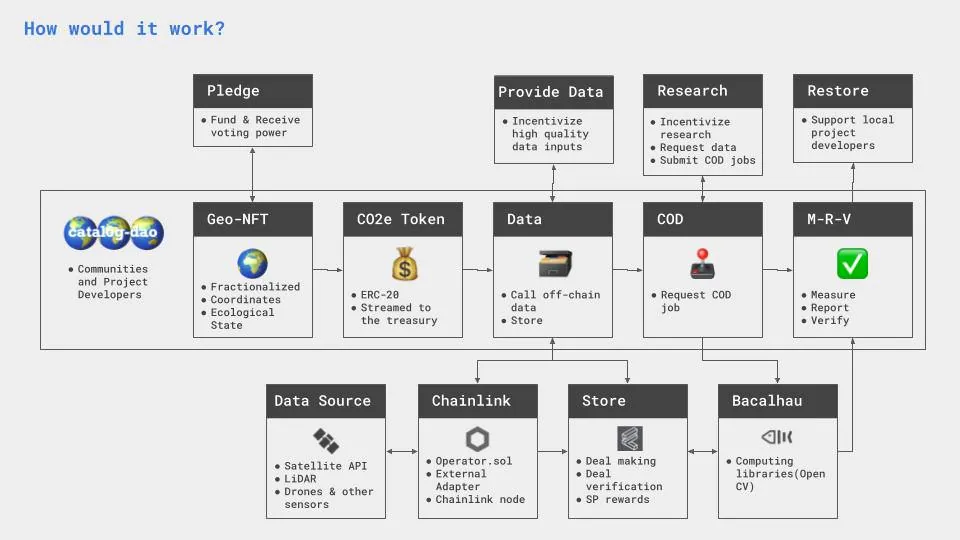 How would it work?
Pledge
● Fund & Receive
voting power
Provide Data
● Incentivize
high quality
data inputs
Research
● Incentivize
research
● Request data
● Submit COD jobs
Restore
● Support local
project
developers
catalog-dao
● Communities
and Project
Developers
Geo-NFT
● Fractionalized
● Coordinates
● Ecological
State
CO2e Token
$
● ERC-20
● Streamed to
the treasury
Data
● Call off-chain
data
● Store
COD
● Request COD
job
M-R-V
● Measure
● Report
● Verify
Data Source
● Satellite API
● LiDAR
● Drones & other
sensors
Chainlink
● Operator.sol
● External
Adapter
● Chainlink node
Store
● Deal making
● Deal
verification
● SP rewards
Bacalhau
● Computing
libraries(Open
CV)